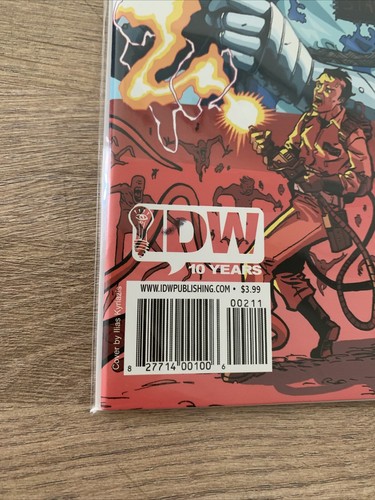 IDW
10 YEARS
WWW.IDWPUBLISHING.COM • $3.99
00211
8 27714 00100 6
Cover by Ilias Kyriazis